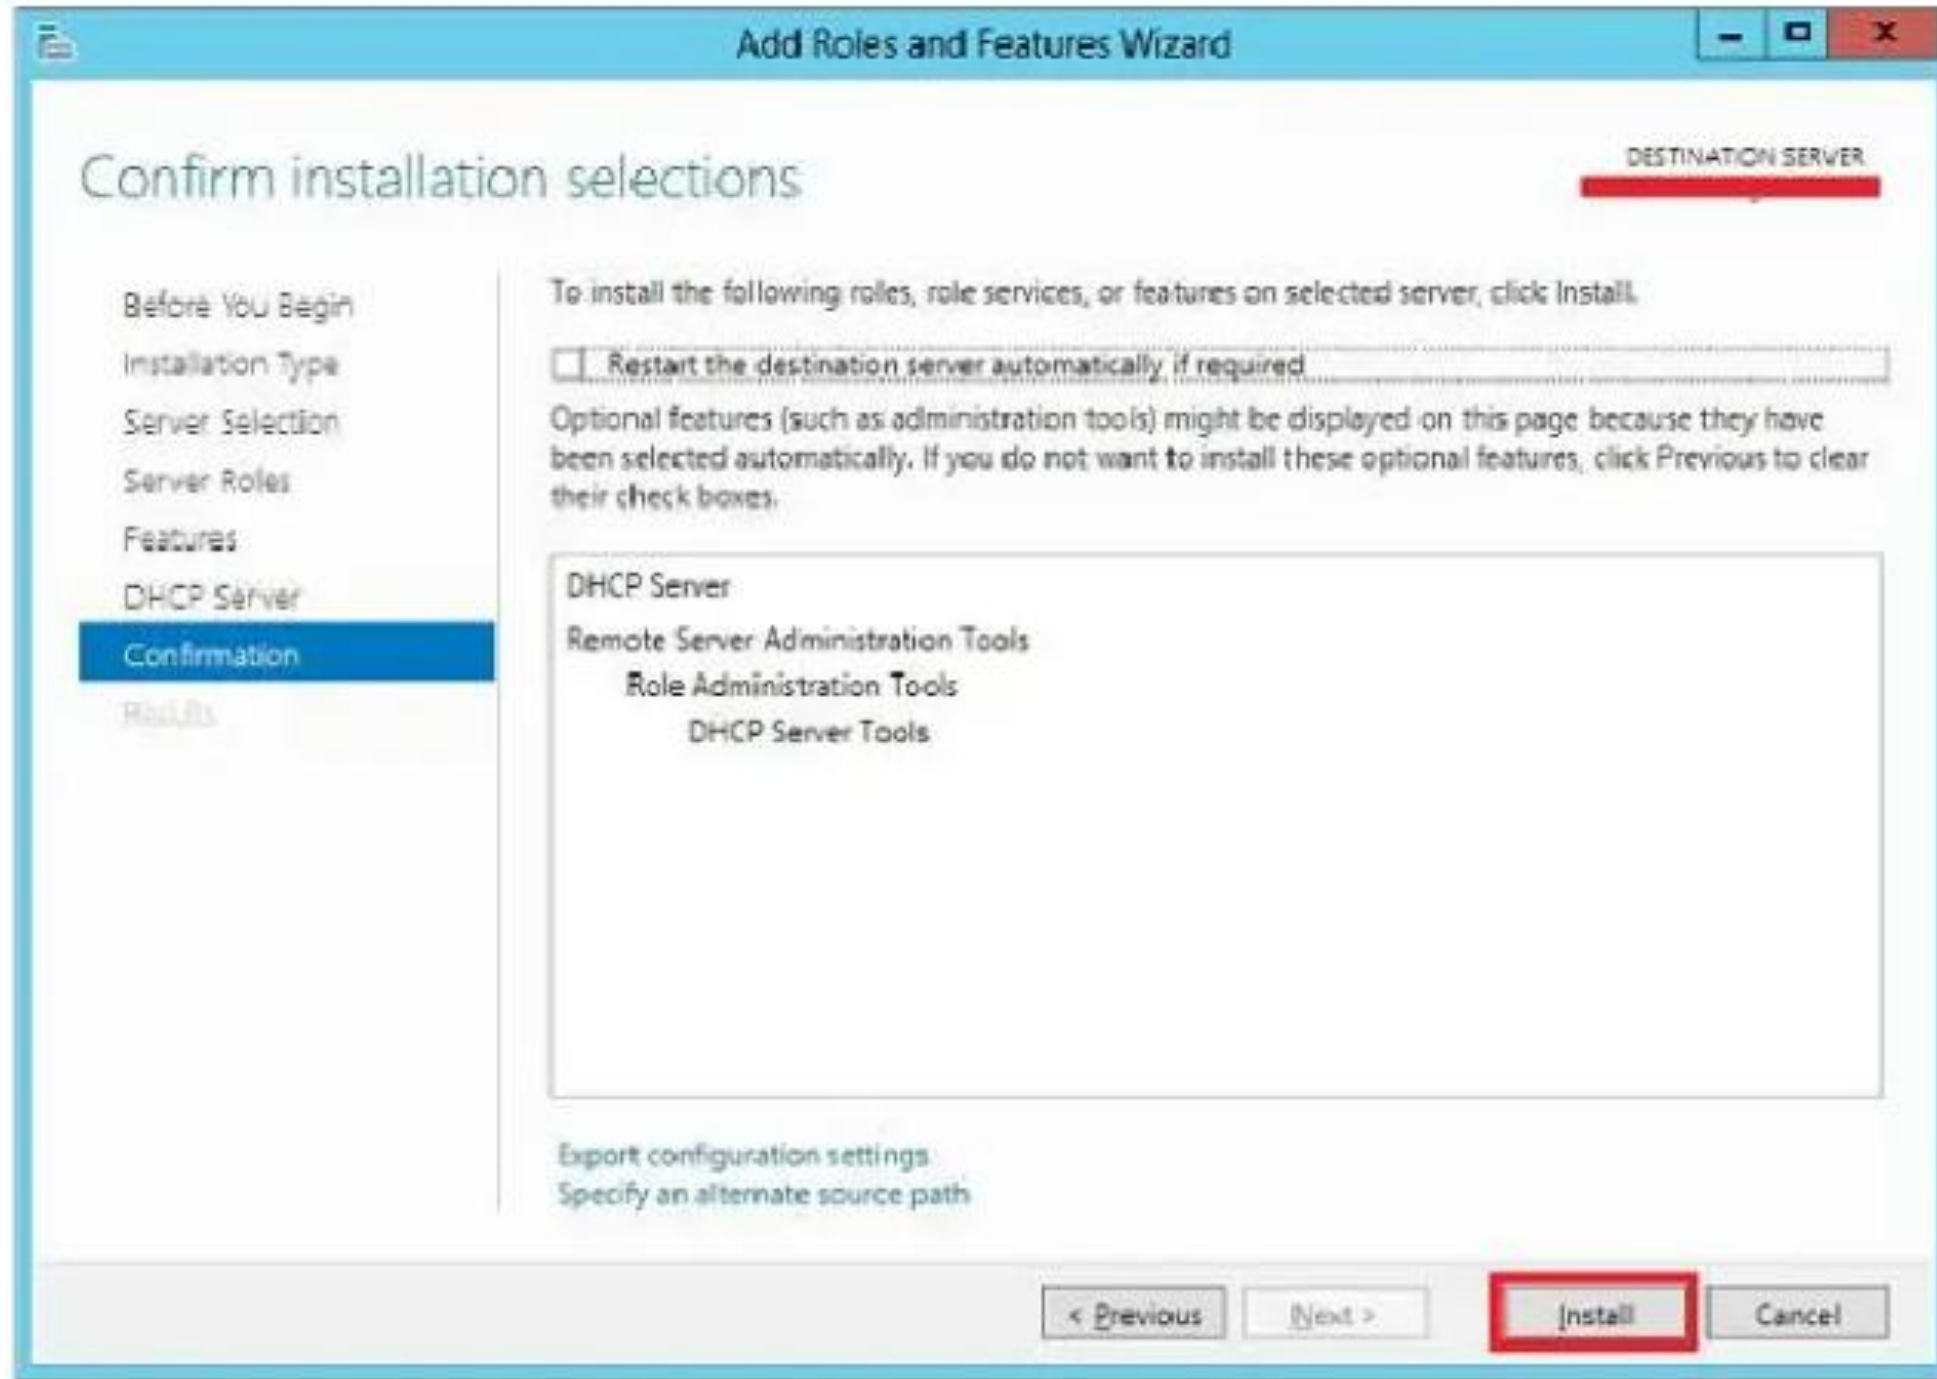 Add Roles and Features Wizard
Confirm installation selections
DESTINATION SERVER
Before You Begin
Installation Type
Server Selection
Server Roles
Features
DHCP Server
Confirmation
Results
To install the following roles, role services, or features on selected server, click Install.
Restart the destination server automatically if required
Optional features (such as administration tools) might be displayed on this page because they have
been selected automatically. If you do not want to install these optional features, click Previous to clear
their check boxes.
DHCP Server
Remote Server Administration Tools
Role Administration Tools
DHCP Server Tools
Export configuration settings
Specify an alternate source path
< Previous
Next >
Install
Cancel